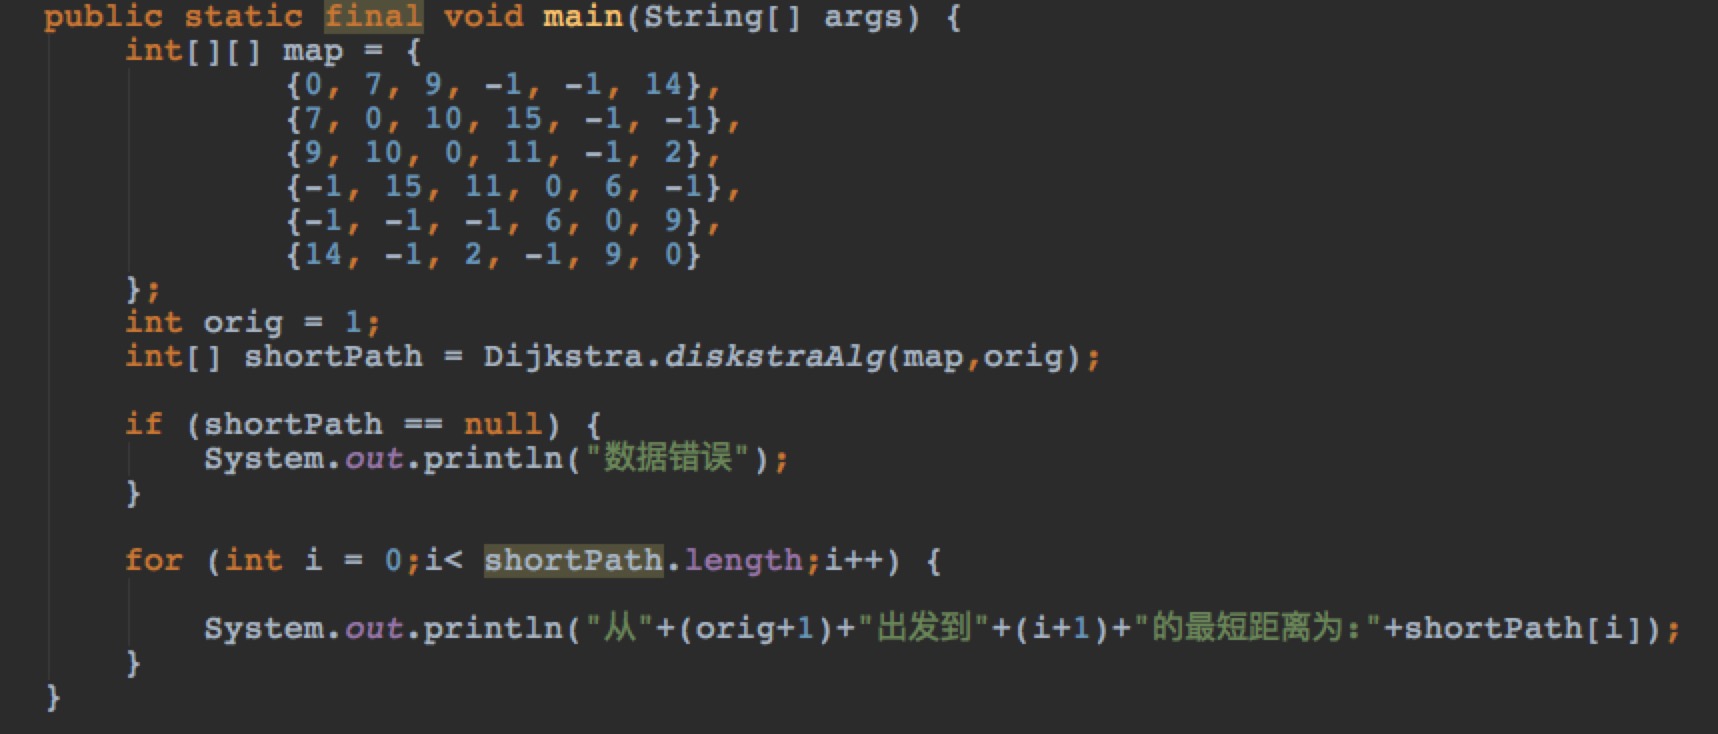 public static final void main(String[] args) {
    int[][] map = {
            {0, 7, 9, -1, -1, 14},
            {7, 0, 10, 15, -1, -1},
            {9, 10, 0, 11, -1, 2},
            {-1, 15, 11, 0, 6, -1},
            {-1, -1, -1, 6, 0, 9},
            {14, -1, 2, -1, 9, 0}
    };
    int orig = 1;
    int[] shortPath = Dijkstra.diskstraAlg(map,orig);
    if (shortPath == null) {
        System.out.println("数据错误");
    }
    for (int i = 0;i< shortPath.length;i++) {
        System.out.println("从"+(orig+1)+"出发到"+(i+1)+"的最短距离为:"+shortPath[i]);
    }
}